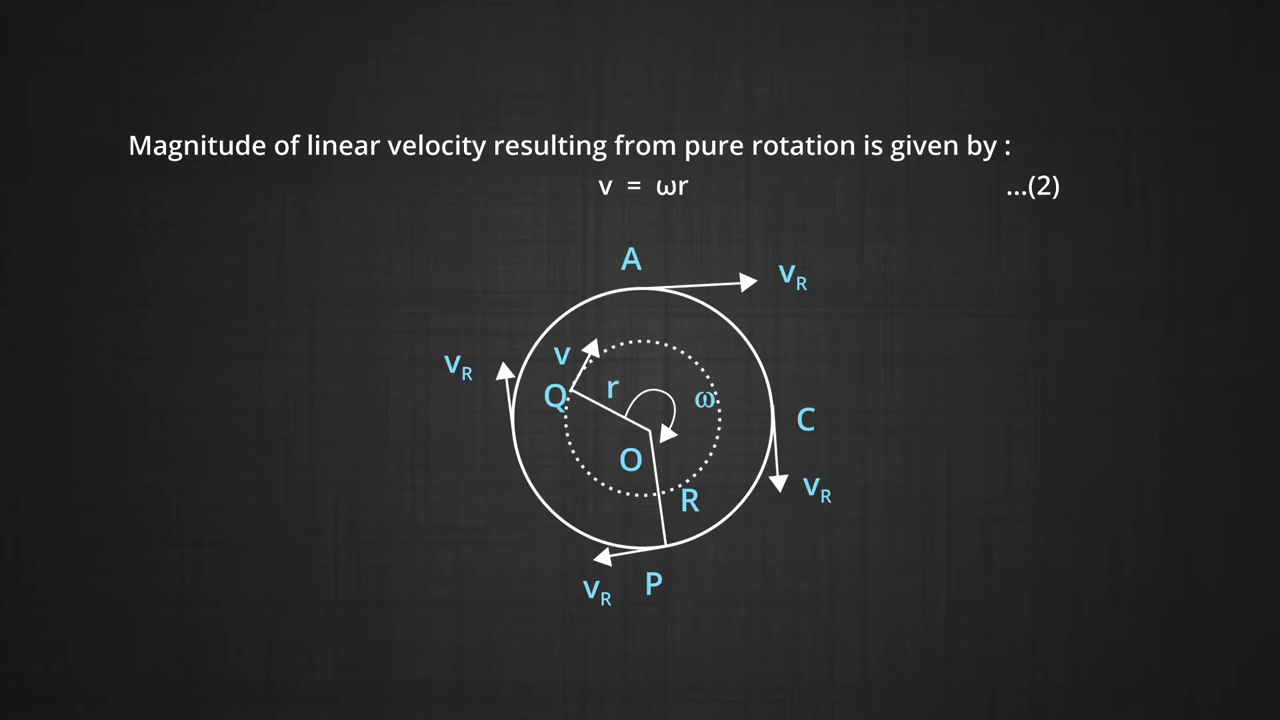 Magnitude of linear velocity resulting from pure rotation is given by :
v = ωr ...(2)
A
vR
v
vR
r
Q
ω
C
O
vR
R
P
vR